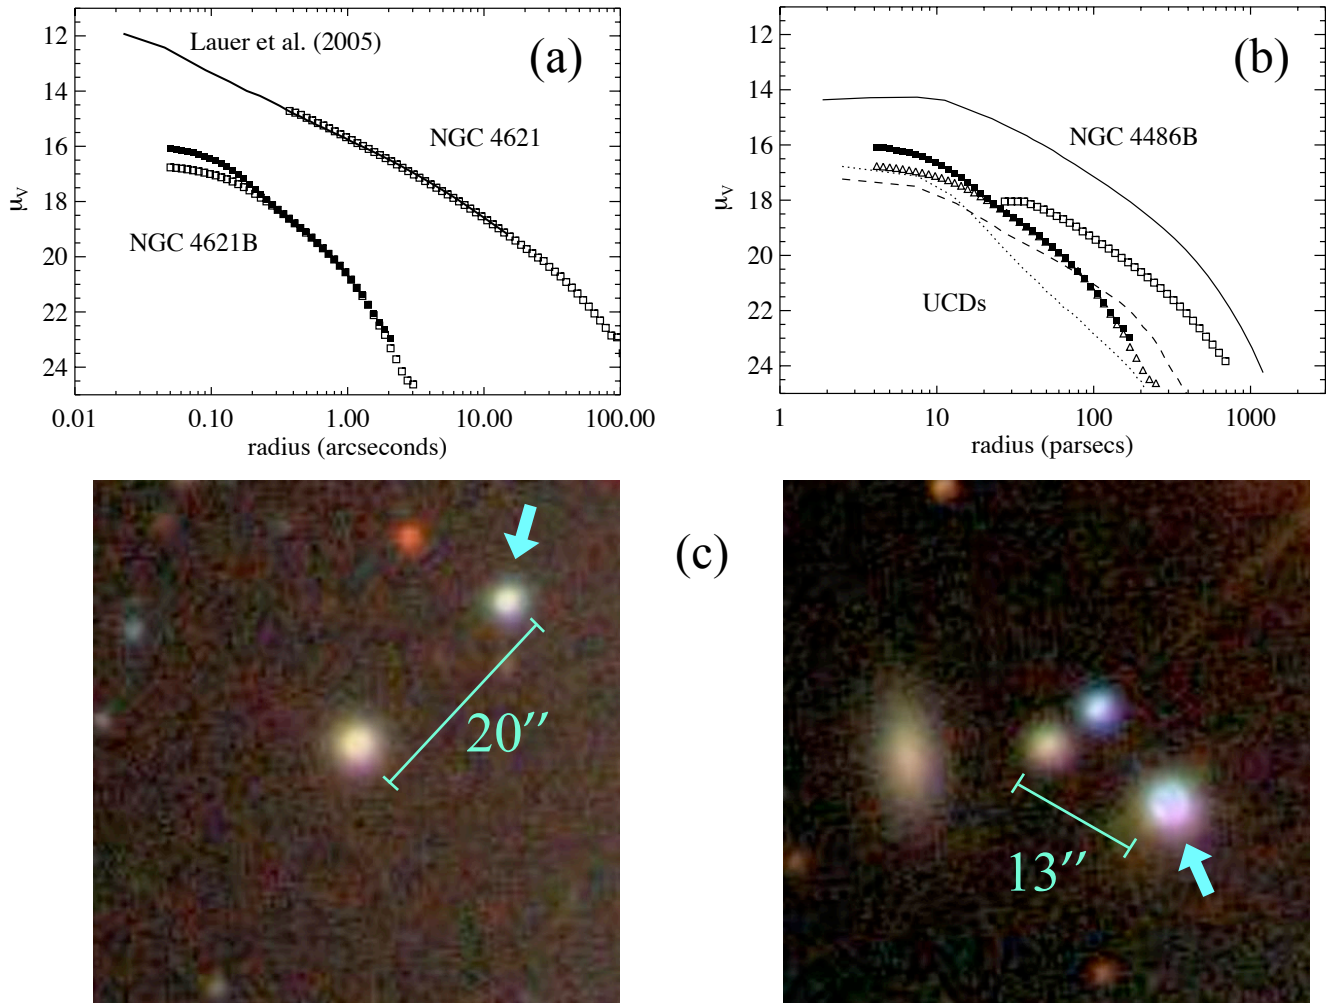 (a)
Lauer et al. (2005)
NGC 4621
NGC 4621B
μV
12
14
16
18
20
22
24
0.01
0.10
1.00
10.00
100.00
radius (arcseconds)
(b)
NGC 4486B
UCDs
μV
12
14
16
18
20
22
24
1
10
100
1000
radius (parsecs)
(c)
20″
13″